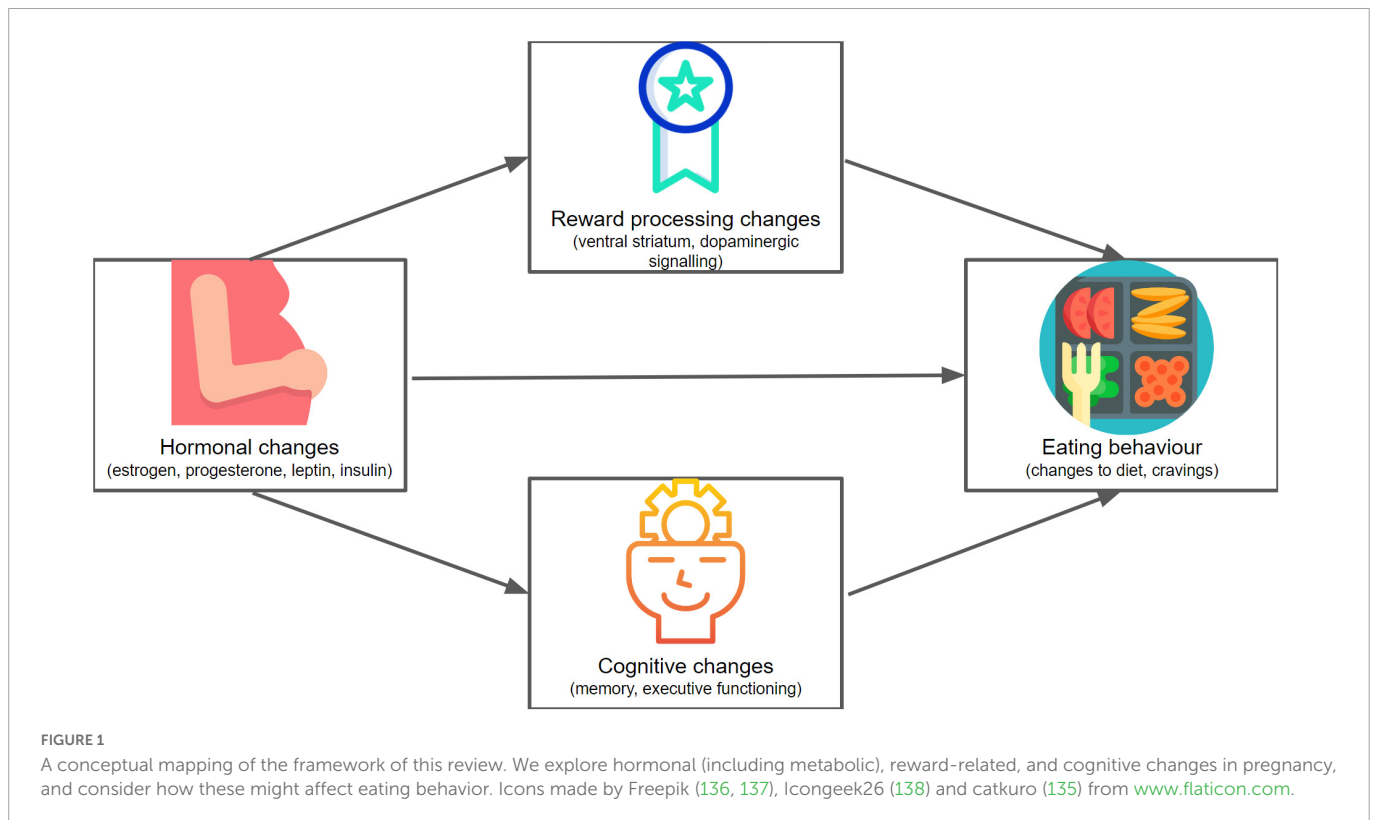 Reward processing changes
(ventral striatum, dopaminergic
signalling)
Hormonal changes
(estrogen, progesterone, leptin, insulin)
Eating behaviour
(changes to diet, cravings)
Cognitive changes
(memory, executive functioning)
FIGURE 1
A conceptual mapping of the framework of this review. We explore hormonal (including metabolic), reward-related, and cognitive changes in pregnancy,
and consider how these might affect eating behavior. Icons made by Freepik (136, 137), Icongeek26 (138) and catkuro (135) from www.flaticon.com.